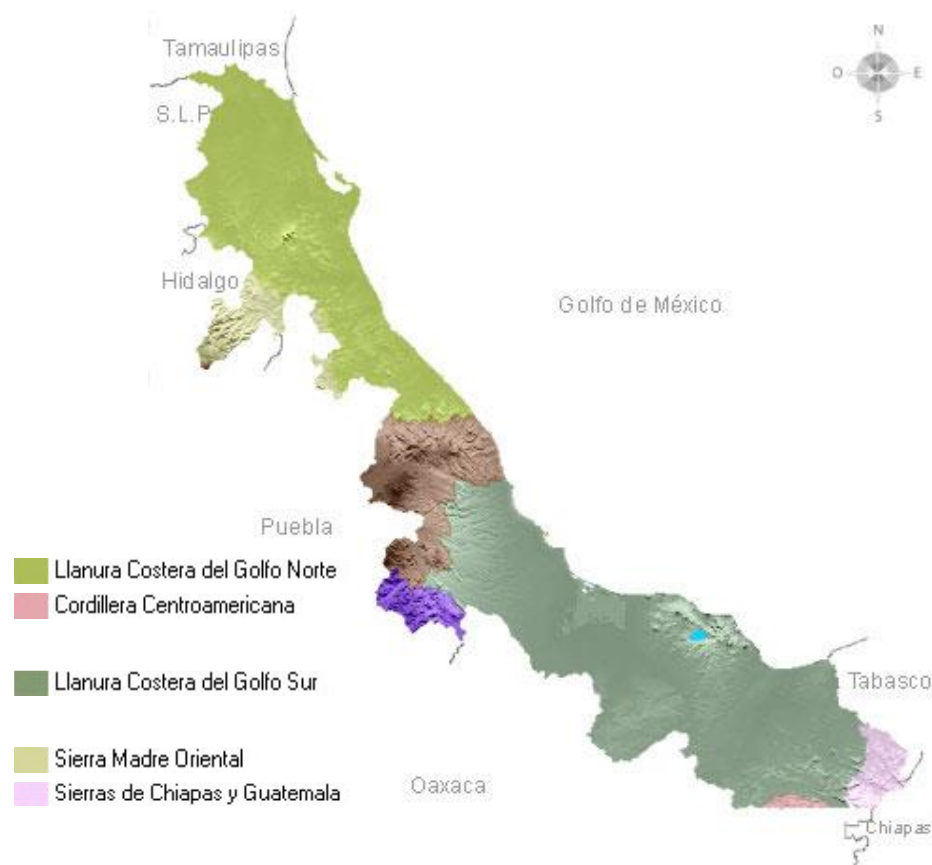 Tamaulipas
N
O
E
S
S.L.P
Hidalgo
Golfo de México
Puebla
Llanura Costera del Golfo Norte
Cordillera Centroamericana
Llanura Costera del Golfo Sur
Tabasco
Sierra Madre Oriental
Sierras de Chiapas y Guatemala
Oaxaca
Chiapas